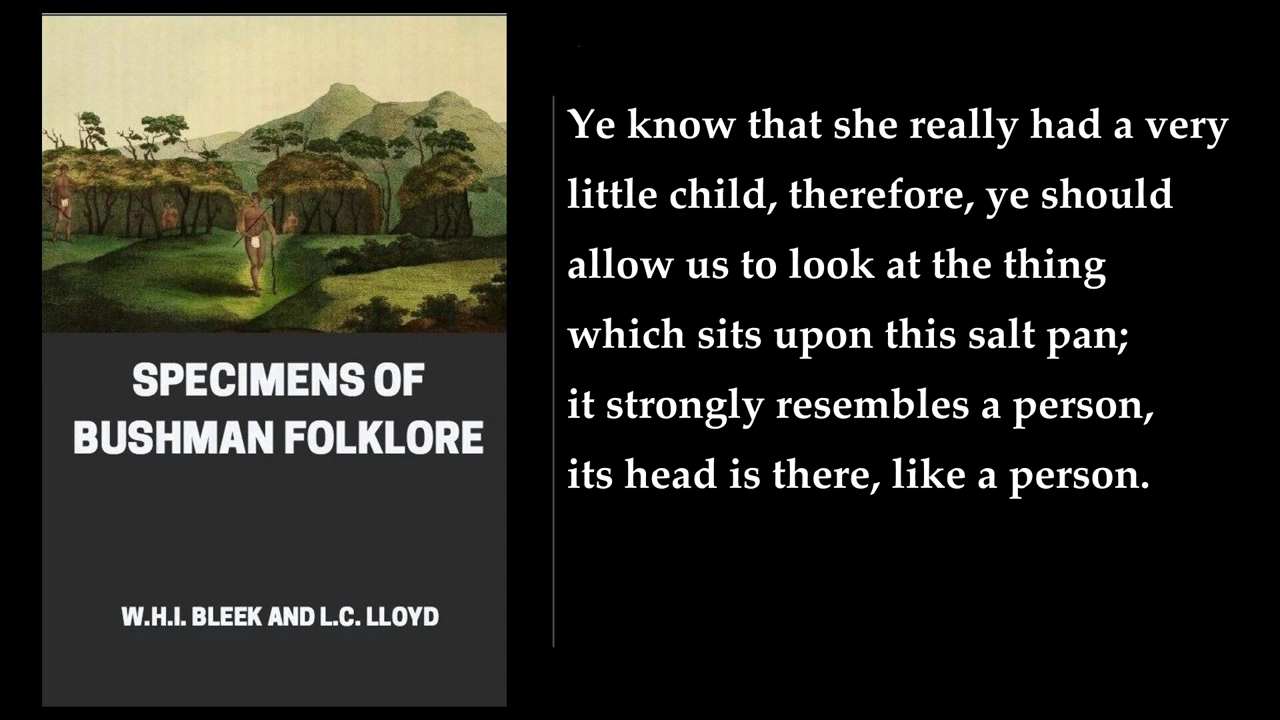 SPECIMENS OF
BUSHMAN FOLKLORE
W.H.I. BLEEK AND L.C. LLOYD
Ye know that she really had a very
little child, therefore, ye should
allow us to look at the thing
which sits upon this salt pan;
it strongly resembles a person,
its head is there, like a person.